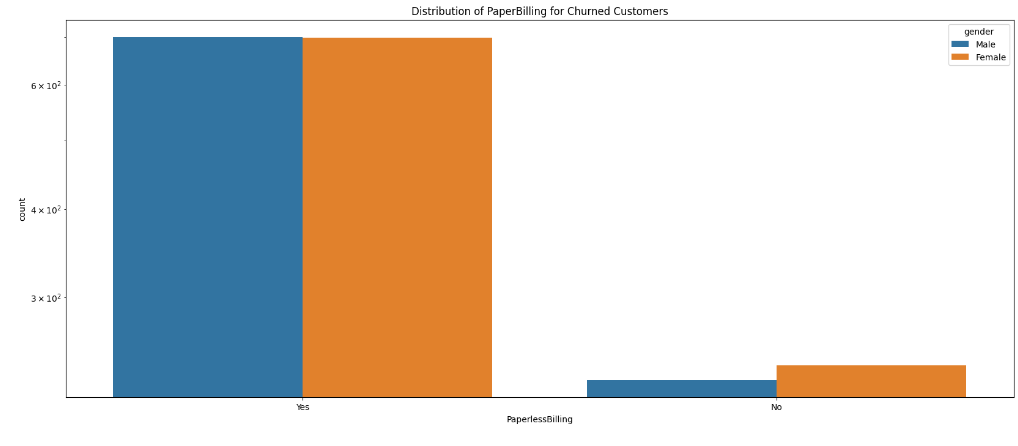 Distribution of PaperBilling for Churned Customers
gender
Male
Female
6 × 10²
4 × 10²
3 × 10²
count
Yes
No
PaperlessBilling